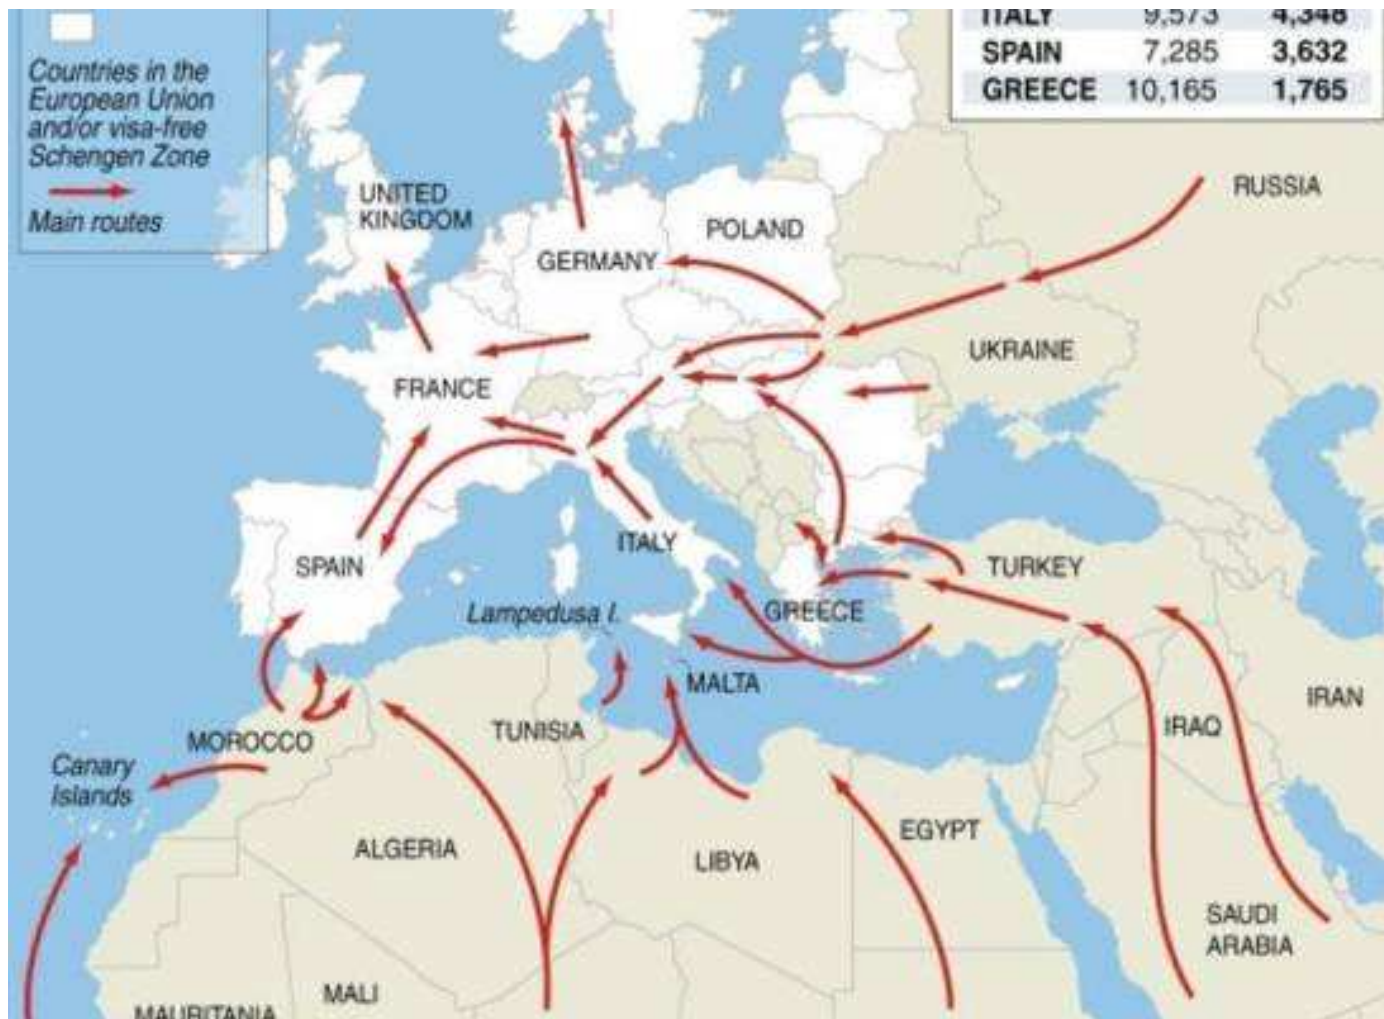 Countries in the
European Union
and/or visa-free
Schengen Zone
Main routes
ITALY 9,573 4,348
SPAIN 7,285 3,632
GREECE 10,165 1,765
UNITED
KINGDOM
POLAND
RUSSIA
GERMANY
UKRAINE
FRANCE
ITALY
SPAIN
TURKEY
Lampedusa I.
GREECE
MALTA
IRAN
TUNISIA
IRAQ
MOROCCO
Canary
Islands
EGYPT
ALGERIA
LIBYA
SAUDI
ARABIA
MALI
MAURITANIA